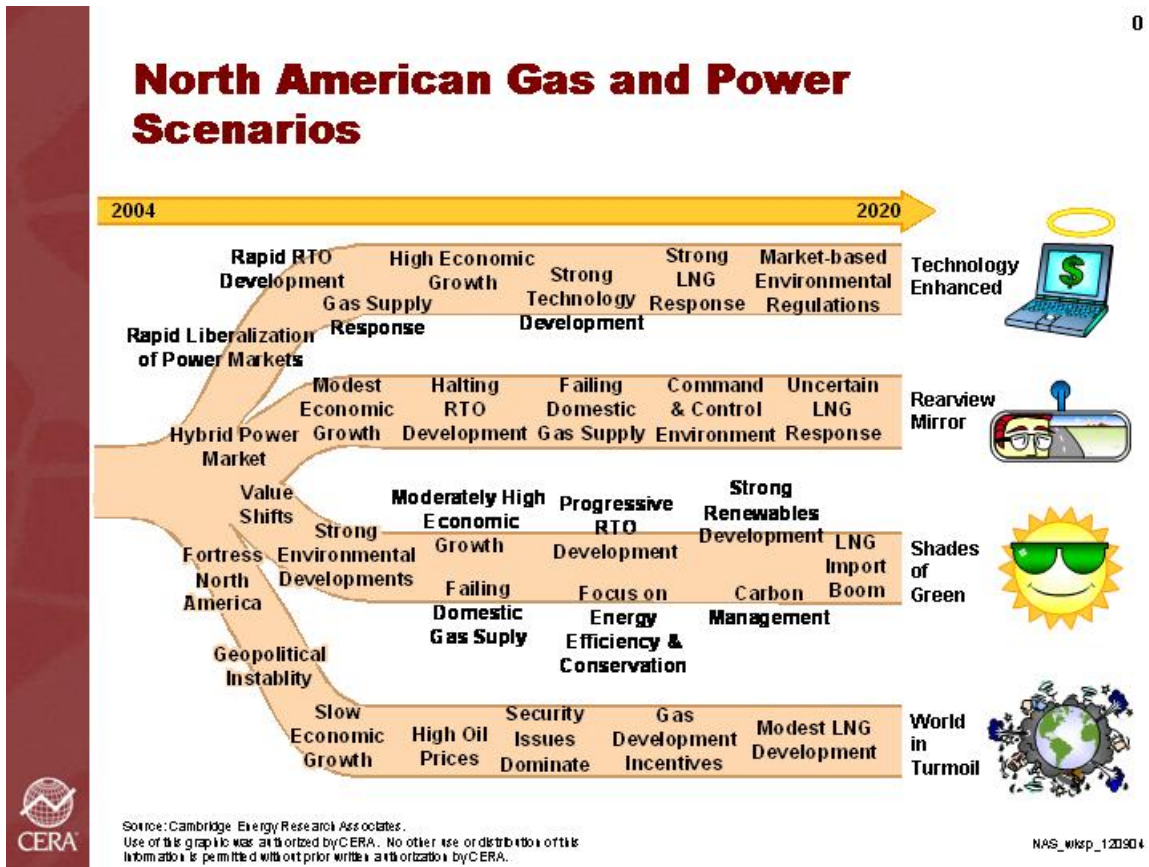 0
North American Gas and Power
Scenarios
2004
2020
Rapid RTO
Development
High Economic
Growth
Gas Supply
Response
Strong
Technology
Development
Strong
LNG
Response
Market-based
Environmental
Regulations
Technology
Enhanced
$
Rapid Liberalization
of Power Markets
Hybrid Power
Market
Modest
Economic
Growth
Halting
RTO
Development
Failing
Domestic
Gas Supply
Command
& Control
Environment
Uncertain
LNG
Response
Rearview
Mirror
Value
Shifts
Strong
Environmental
Developments
Moderately High
Economic
Growth
Progressive
RTO
Development
Strong
Renewables
Development
LNG
Import
Boom
Failing
Domestic
Gas Suply
Focus on
Energy
Efficiency &
Conservation
Carbon
Management
Shades
of
Green
Fortress
North
America
Geopolitical
Instablity
Slow
Economic
Growth
High Oil
Prices
Security
Issues
Dominate
Gas
Development
Incentives
Modest LNG
Development
World
in
Turmoil
CERA
Source: Cambridge Energy Research Associates.
Use of this graphic was authorized by CERA. No other use or distribution of this
information is permitted without prior written authorization by CERA.
NAS_wksp_120904